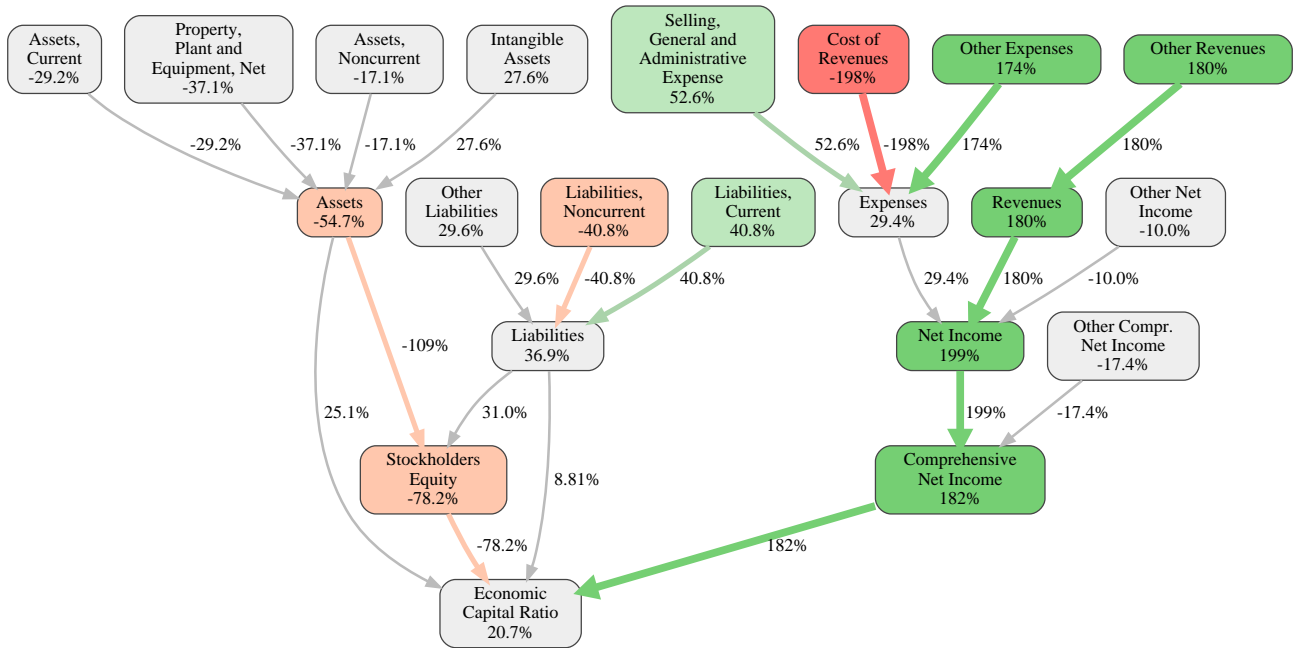 Assets,
Current
-29.2%
Property,
Plant and
Equipment, Net
-37.1%
Assets,
Noncurrent
-17.1%
Intangible
Assets
27.6%
Selling,
General and
Administrative
Expense
52.6%
Cost of
Revenues
-198%
Other Expenses
174%
Other Revenues
180%
-29.2%
-37.1%
-17.1%
27.6%
52.6%
-198%
174%
180%
Assets
-54.7%
Other
Liabilities
29.6%
Liabilities,
Noncurrent
-40.8%
Liabilities,
Current
40.8%
Expenses
29.4%
Revenues
180%
Other Net
Income
-10.0%
29.6%
-40.8%
40.8%
29.4%
180%
-10.0%
-109%
Liabilities
36.9%
Net Income
199%
Other Compr.
Net Income
-17.4%
25.1%
31.0%
8.81%
199%
-17.4%
Stockholders
Equity
-78.2%
Comprehensive
Net Income
182%
-78.2%
182%
Economic
Capital Ratio
20.7%